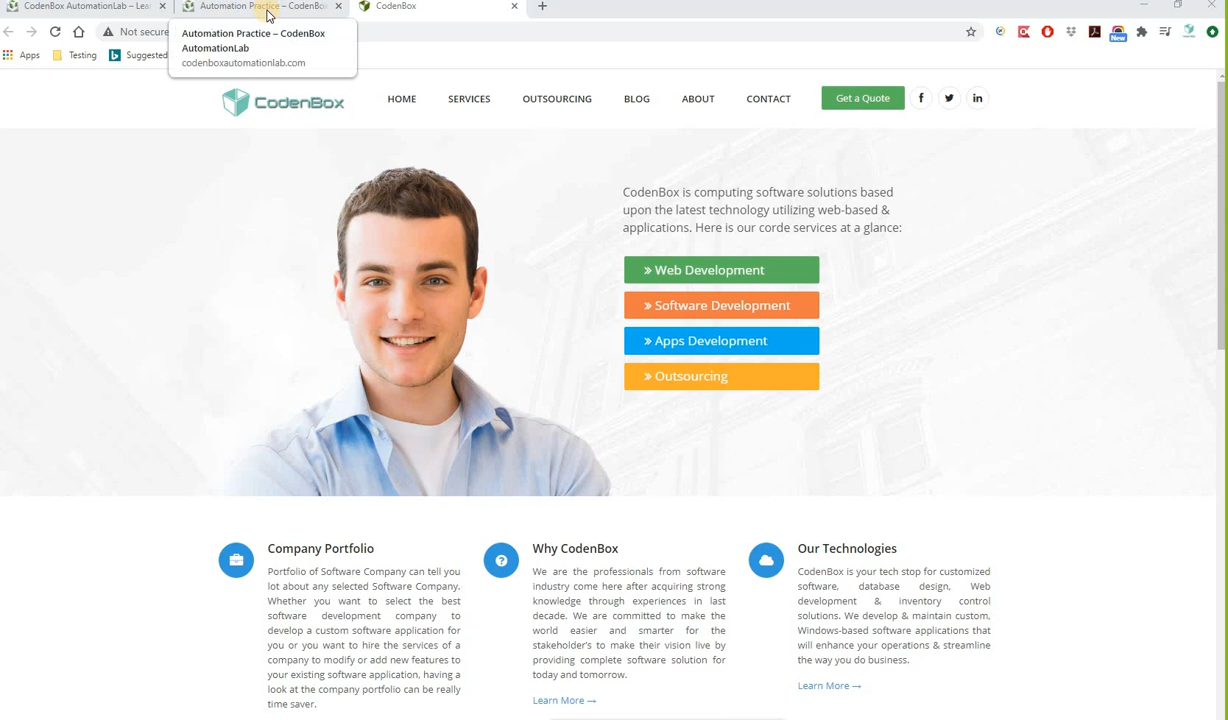 CodenBox AutomationLab – Lea
Automation Practice – CodenBo
CodenBox
Not secure
Automation Practice – CodenBox
AutomationLab
codenboxautomationlab.com
Apps
Testing
Suggested
New
CodenBox
HOME
SERVICES
OUTSOURCING
BLOG
ABOUT
CONTACT
Get a Quote
CodenBox is computing software solutions based
upon the latest technology utilizing web-based &
applications. Here is our corde services at a glance:
» Web Development
» Software Development
» Apps Development
» Outsourcing
Company Portfolio
Portfolio of Software Company can tell you
lot about any selected Software Company.
Whether you want to select the best
software development company to
develop a custom software application for
you or you want to hire the services of a
company to modify or add new features to
your existing software application, having a
look at the company portfolio can be really
time saver.
Why CodenBox
We are the professionals from software
industry come here after acquiring strong
knowledge through experiences in last
decade. We are committed to make the
world easier and smarter for the
stakeholder's to make their vision live by
providing complete software solution for
today and tomorrow.
Learn More →
Our Technologies
CodenBox is your tech stop for customized
software, database design, Web
development & inventory control
solutions. We develop & maintain custom,
Windows-based software applications that
will enhance your operations & streamline
the way you do business.
Learn More →